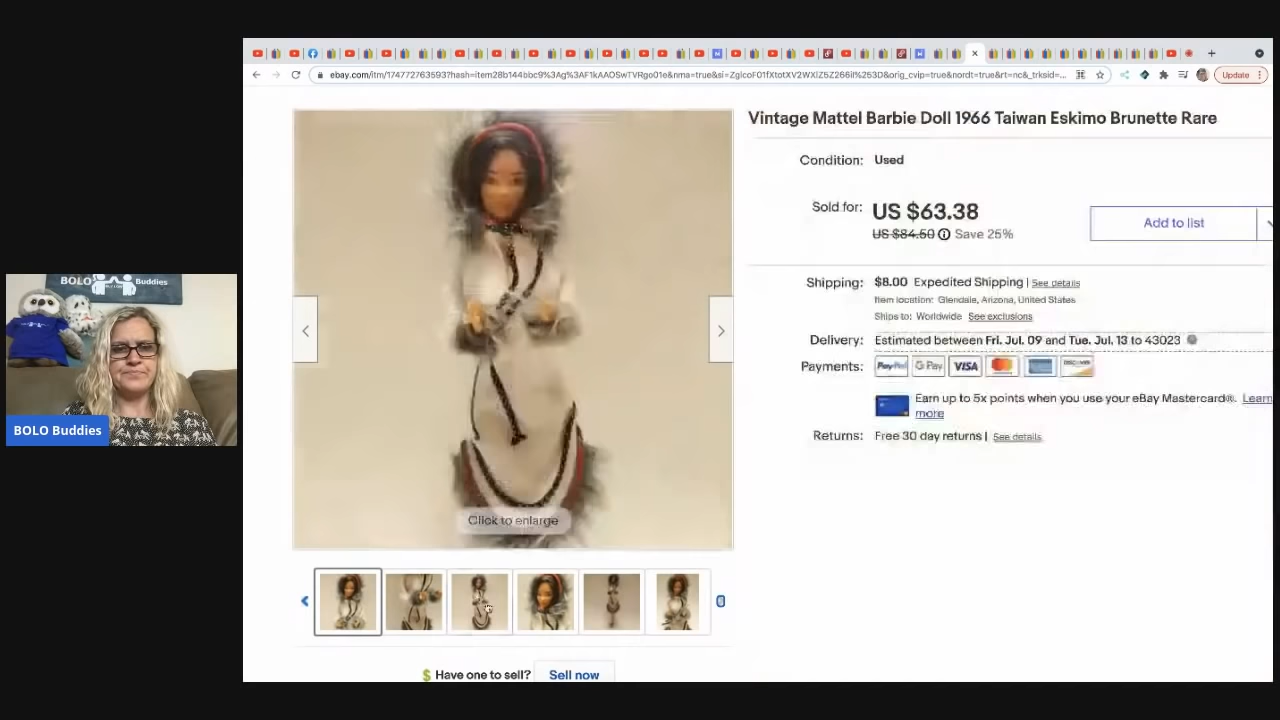 Update
Vintage Mattel Barbie Doll 1966 Taiwan Eskimo Brunette Rare
Condition: Used
Sold for: US $63.38
US $84.50 Save 25%
Add to list
Shipping: $8.00 Expedited Shipping | See details
Item location: Glendale, Arizona, United States
Ships to: Worldwide See exclusions
Delivery: Estimated between Fri. Jul. 09 and Tue. Jul. 13 to 43023
Payments: PayPal G Pay VISA
Earn up to 5x points when you use your eBay Mastercard®. Learn
more
Returns: Free 30 day returns | See details
Click to enlarge
Have one to sell? Sell now
BOLO Buddies
BOLO Buddies